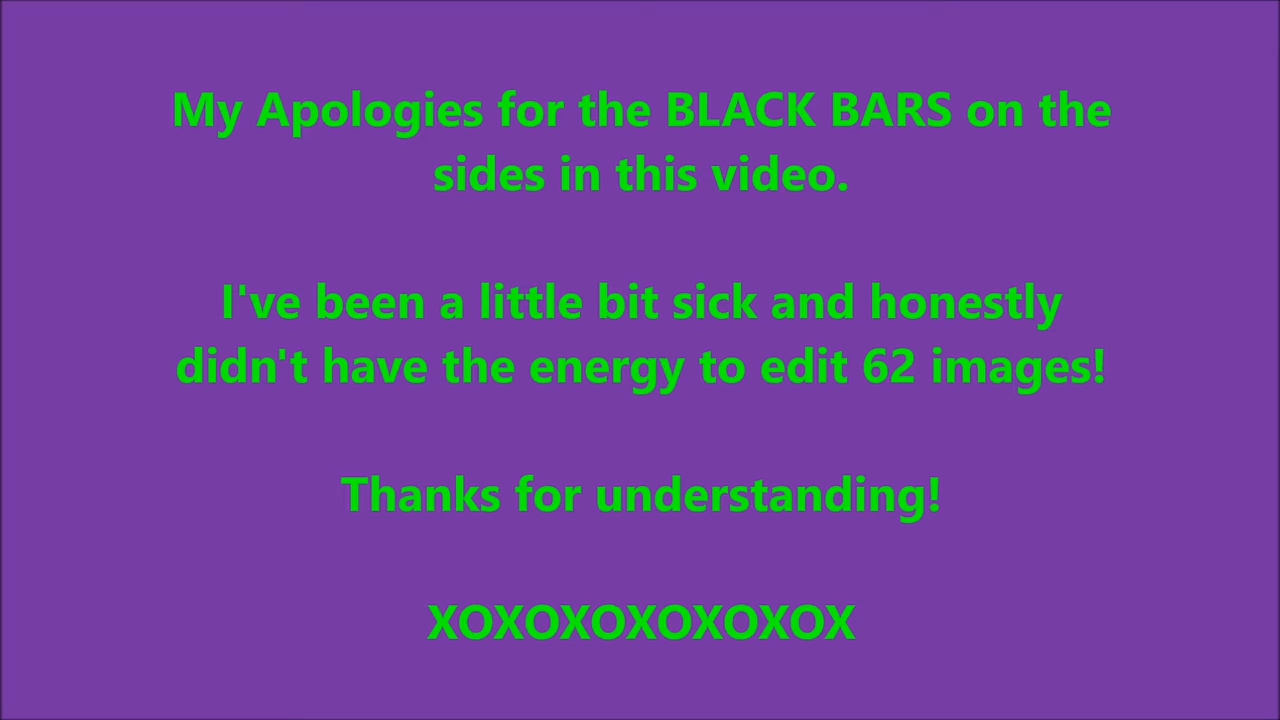 My Apologies for the BLACK BARS on the
sides in this video.
I've been a little bit sick and honestly
didn't have the energy to edit 62 images!
Thanks for understanding!
XOXOXOXOXOXOX